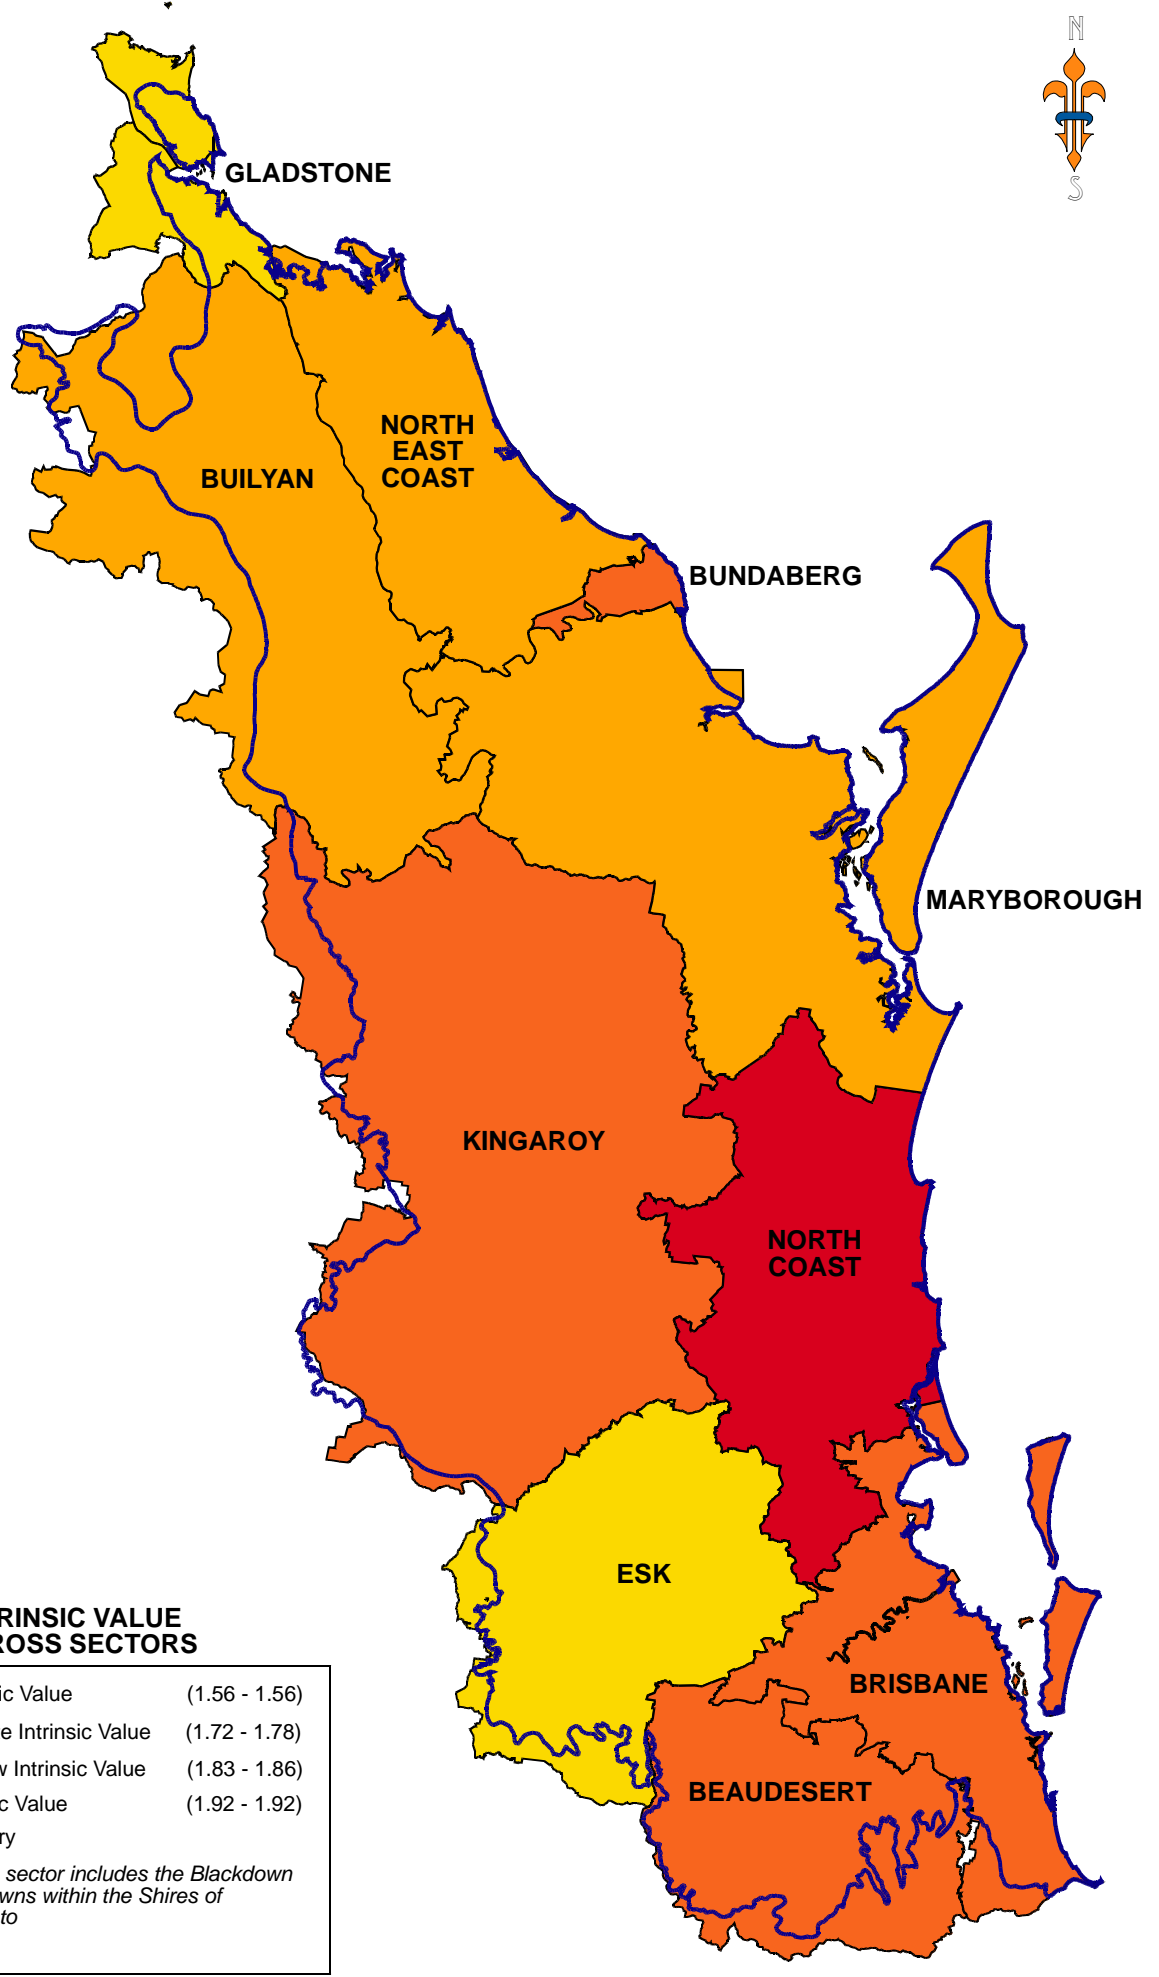 N
S
GLADSTONE
NORTH
EAST
COAST
BUILYAN
BUNDABERG
MARYBOROUGH
KINGAROY
NORTH
COAST
ESK
BRISBANE
BEAUDESERT
RINSIC VALUE
ROSS SECTORS
ic Value (1.56 - 1.56)
e Intrinsic Value (1.72 - 1.78)
w Intrinsic Value (1.83 - 1.86)
ic Value (1.92 - 1.92)
ry
sector includes the Blackdown
wns within the Shires of
to